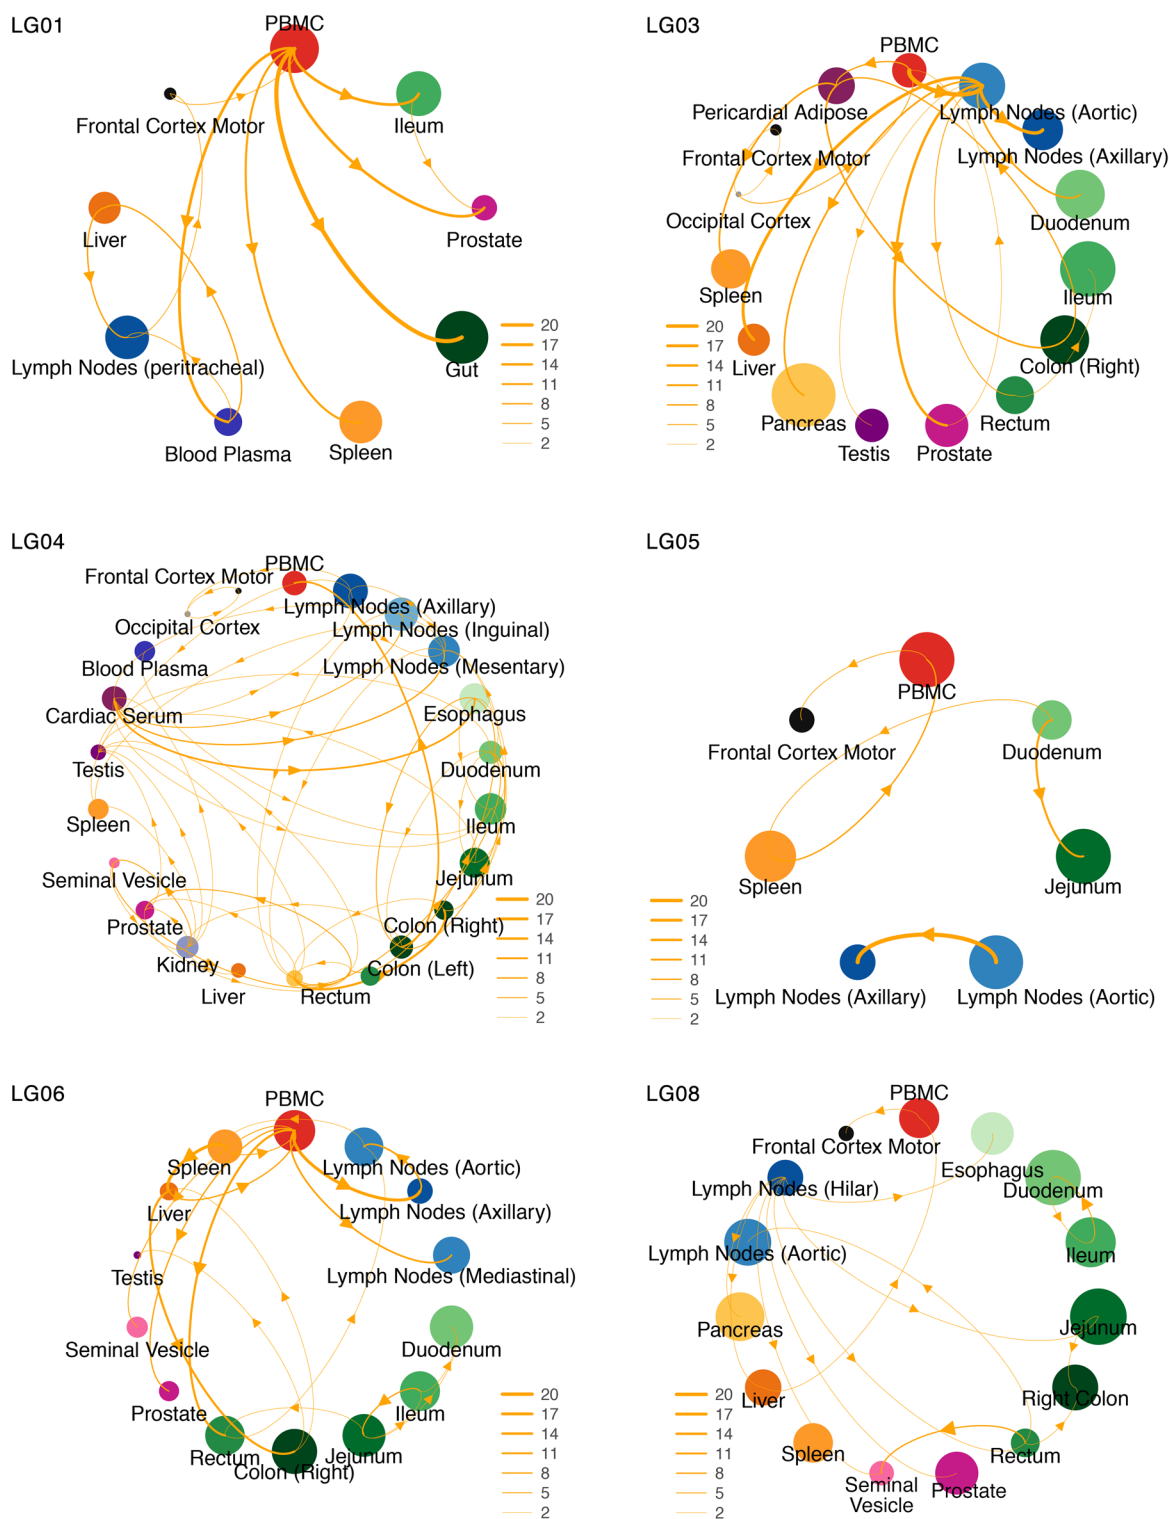 LG01
PBMC
Frontal Cortex Motor
Ileum
Liver
Prostate
Lymph Nodes (peritracheal)
Gut
Blood Plasma
Spleen
20
17
14
11
8
5
2
LG03
PBMC
Pericardial Adipose
Lymph Nodes (Aortic)
Frontal Cortex Motor
Lymph Nodes (Axillary)
Occipital Cortex
Duodenum
Spleen
Ileum
Liver
Colon (Right)
Pancreas
Rectum
Testis
Prostate
20
17
14
11
8
5
2
LG04
PBMC
Frontal Cortex Motor
Lymph Nodes (Axillary)
Occipital Cortex
Lymph Nodes (Inguinal)
Blood Plasma
Lymph Nodes (Mesentary)
Cardiac Serum
Esophagus
Testis
Duodenum
Spleen
Ileum
Seminal Vesicle
Jejunum
Prostate
Colon (Right)
Kidney
Colon (Left)
Liver
Rectum
20
17
14
11
8
5
2
LG05
PBMC
Frontal Cortex Motor
Duodenum
Spleen
Jejunum
Lymph Nodes (Axillary)
Lymph Nodes (Aortic)
20
17
14
11
8
5
2
LG06
PBMC
Spleen
Lymph Nodes (Aortic)
Liver
Lymph Nodes (Axillary)
Testis
Lymph Nodes (Mediastinal)
Seminal Vesicle
Duodenum
Prostate
Ileum
Rectum
Colon (Right)
Jejunum
20
17
14
11
8
5
2
LG08
PBMC
Frontal Cortex Motor
Esophagus
Lymph Nodes (Hilar)
Duodenum
Lymph Nodes (Aortic)
Ileum
Pancreas
Jejunum
Liver
Right Colon
Spleen
Rectum
Seminal
Vesicle
Prostate
20
17
14
11
8
5
2